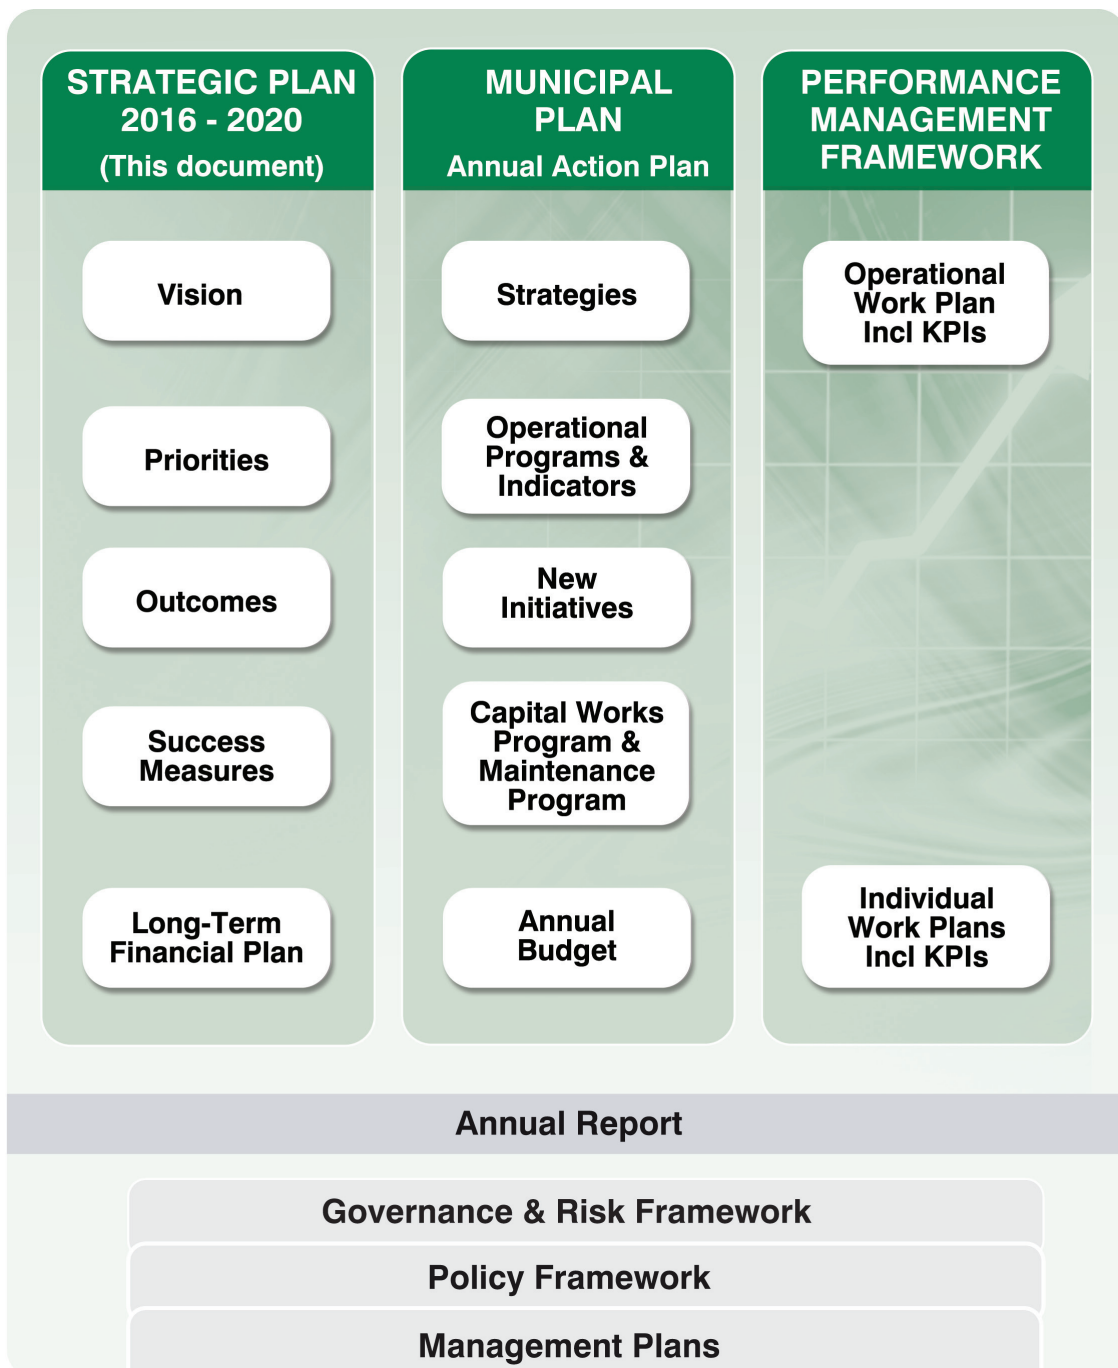 STRATEGIC PLAN
2016 - 2020
(This document)
Vision
Priorities
Outcomes
Success
Measures
Long-Term
Financial Plan
MUNICIPAL
PLAN
Annual Action Plan
Strategies
Operational
Programs &
Indicators
New
Initiatives
Capital Works
Program &
Maintenance
Program
Annual
Budget
PERFORMANCE
MANAGEMENT
FRAMEWORK
Operational
Work Plan
Incl KPIs
Individual
Work Plans
Incl KPIs
Annual Report
Governance & Risk Framework
Policy Framework
Management Plans